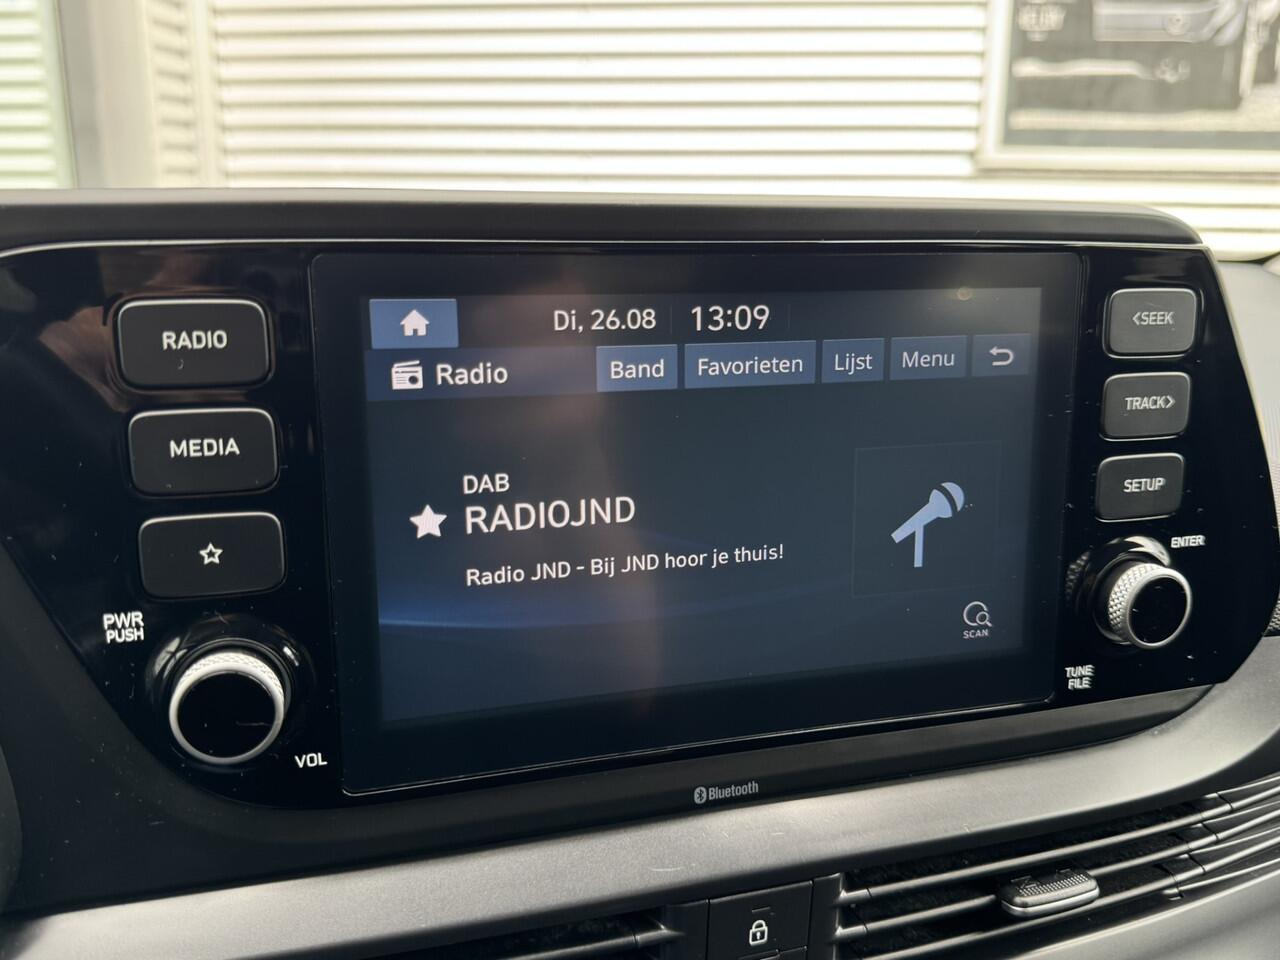 Di, 26.08 13:09
Radio Band Favorieten Lijst Menu
DAB
RADIOJND
Radio JND - Bij JND hoor je thuis!
SCAN
RADIO
MEDIA
PWR
PUSH
VOL
<SEEK
TRACK>
SETUP
ENTER
TUNE
FILE
Bluetooth